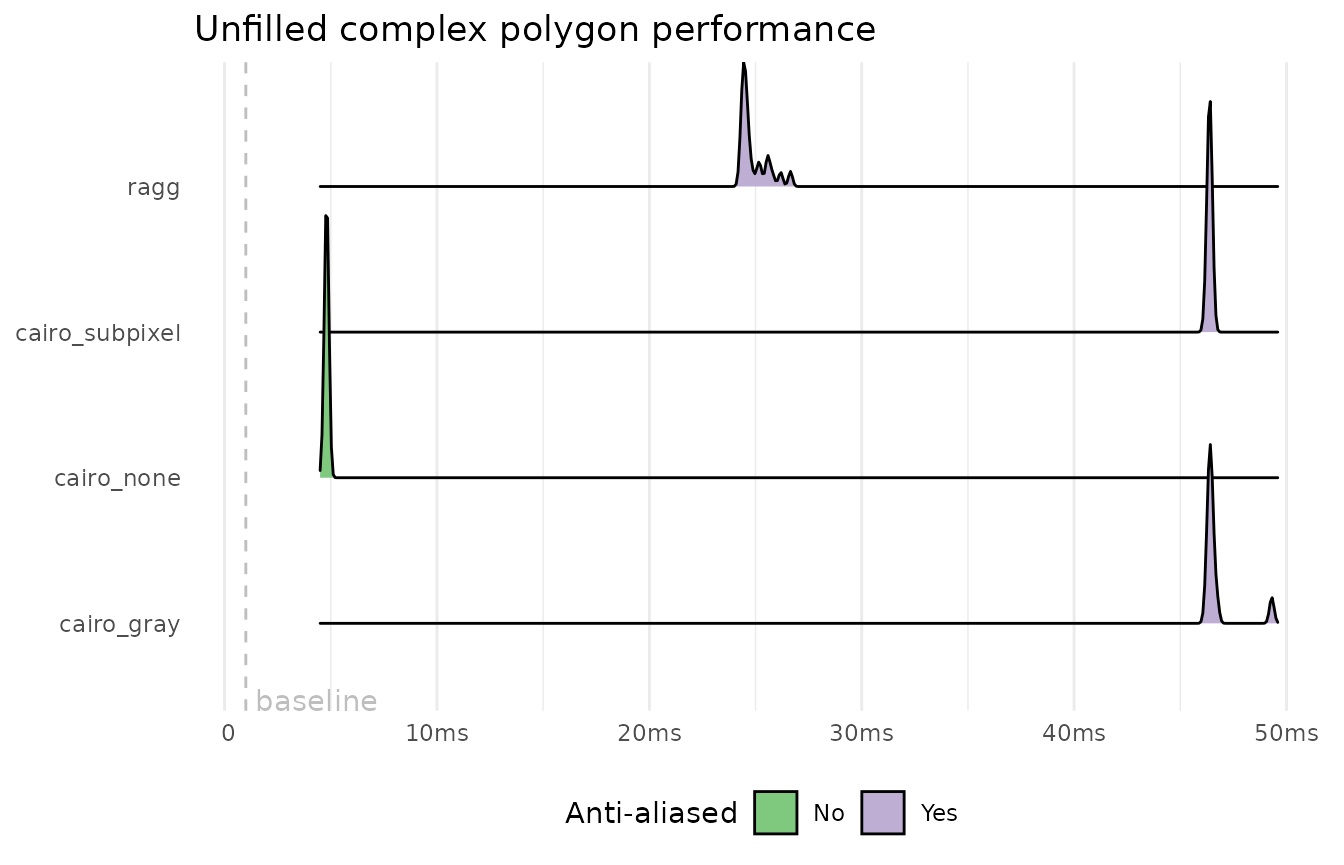 Unfilled complex polygon performance
ragg
cairo_subpixel
cairo_none
cairo_gray
baseline
0 10ms 20ms 30ms 40ms 50ms
Anti-aliased No Yes